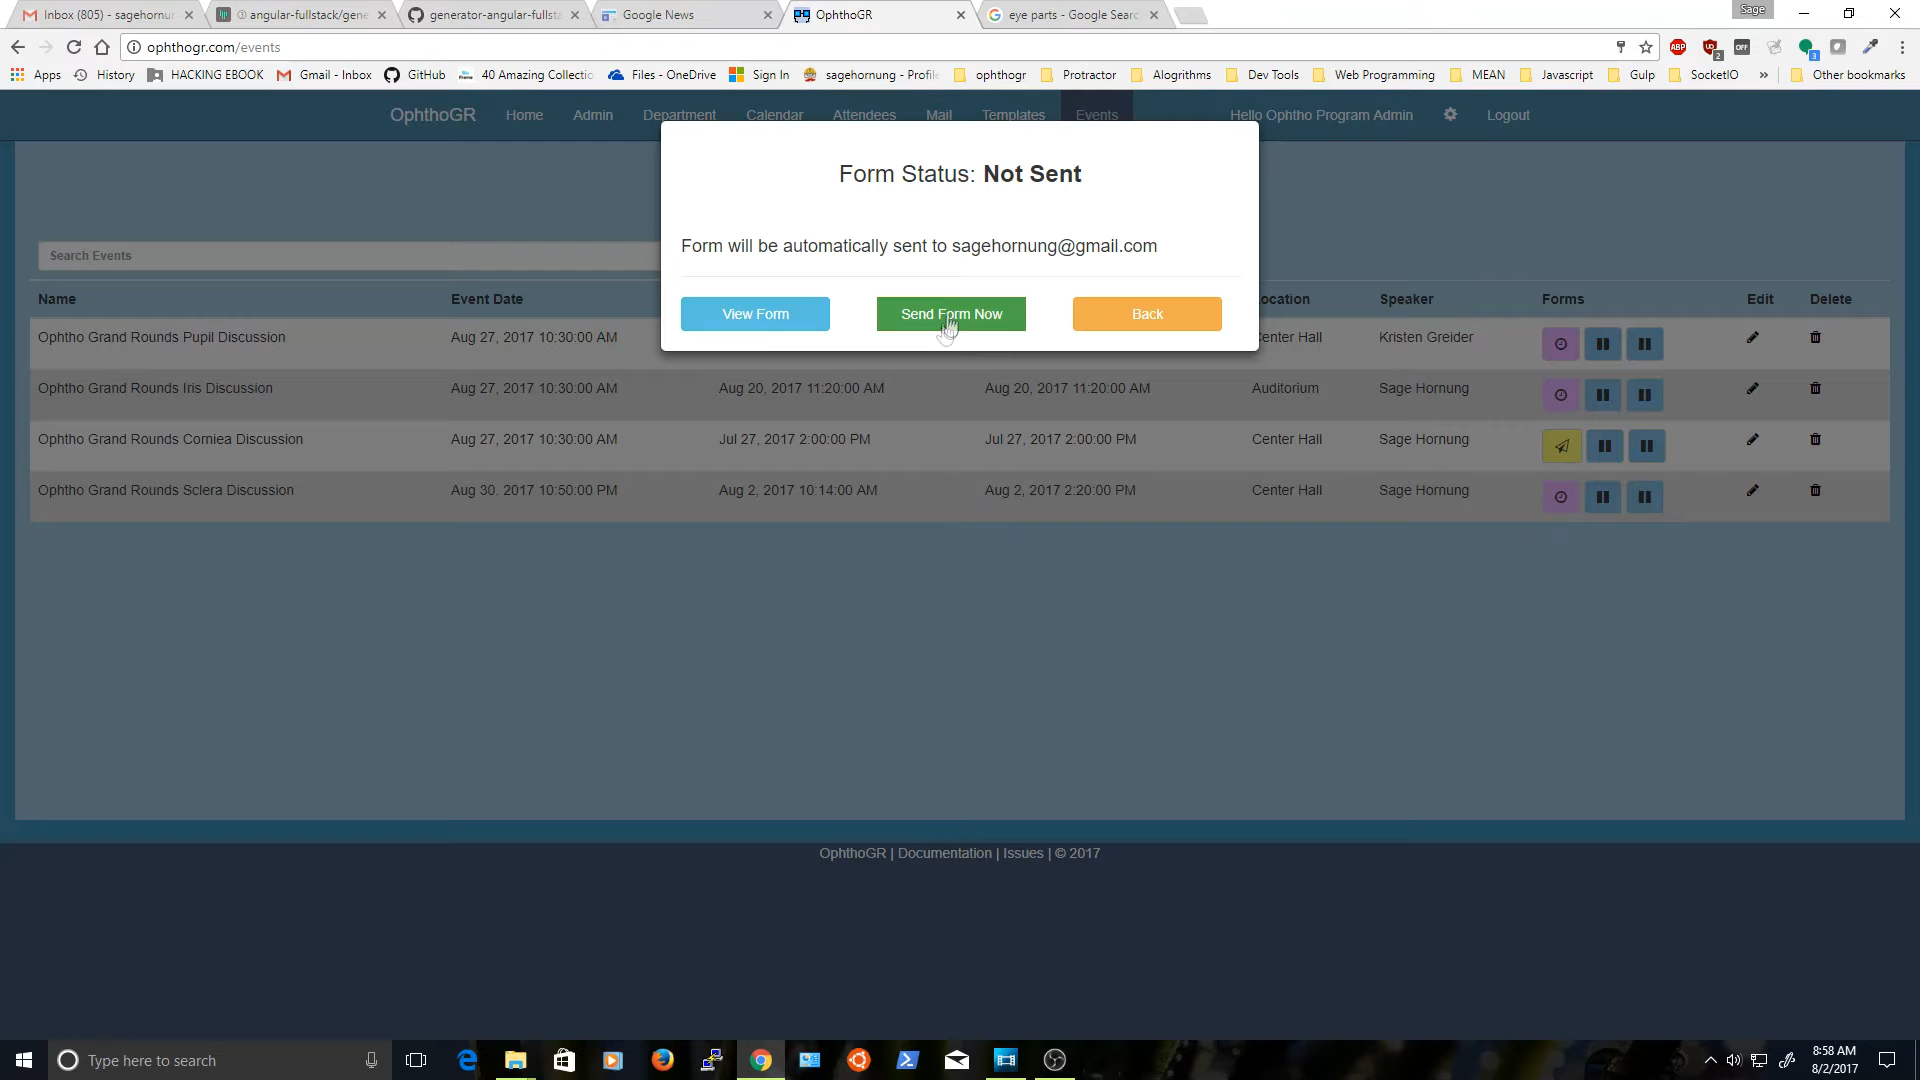 Inbox (805) - sagehornur
angular-fullstack/gene
generator-angular-fullsta
Google News
OphthoGR
eye parts - Google Searc
Sage
ophthogr.com/events
ABP
2
OFF
3
Apps
History
HACKING EBOOK
Gmail - Inbox
GitHub
40 Amazing Collectio
Files - OneDrive
Sign In
sagehornung - Profile
ophthogr
Protractor
Alogrithms
Dev Tools
Web Programming
MEAN
Javascript
Gulp
SocketIO
»
Other bookmarks
OphthoGR
Home
Admin
Department
Calendar
Attendees
Mail
Templates
Events
Hello Ophtho Program Admin
Logout
Form Status: Not Sent
Form will be automatically sent to sagehornung@gmail.com
View Form
Send Form Now
Back
Search Events
Name Event Date ocation Speaker Forms Edit Delete
Ophtho Grand Rounds Pupil Discussion Aug 27, 2017 10:30:00 AM enter Hall Kristen Greider
Ophtho Grand Rounds Iris Discussion Aug 27, 2017 10:30:00 AM Aug 20, 2017 11:20:00 AM Aug 20, 2017 11:20:00 AM Auditorium Sage Hornung
Ophtho Grand Rounds Corniea Discussion Aug 27, 2017 10:30:00 AM Jul 27, 2017 2:00:00 PM Jul 27, 2017 2:00:00 PM Center Hall Sage Hornung
Ophtho Grand Rounds Sclera Discussion Aug 30, 2017 10:50:00 PM Aug 2, 2017 10:14:00 AM Aug 2, 2017 2:20:00 PM Center Hall Sage Hornung
OphthoGR | Documentation | Issues | © 2017
Type here to search
8:58 AM
8/2/2017